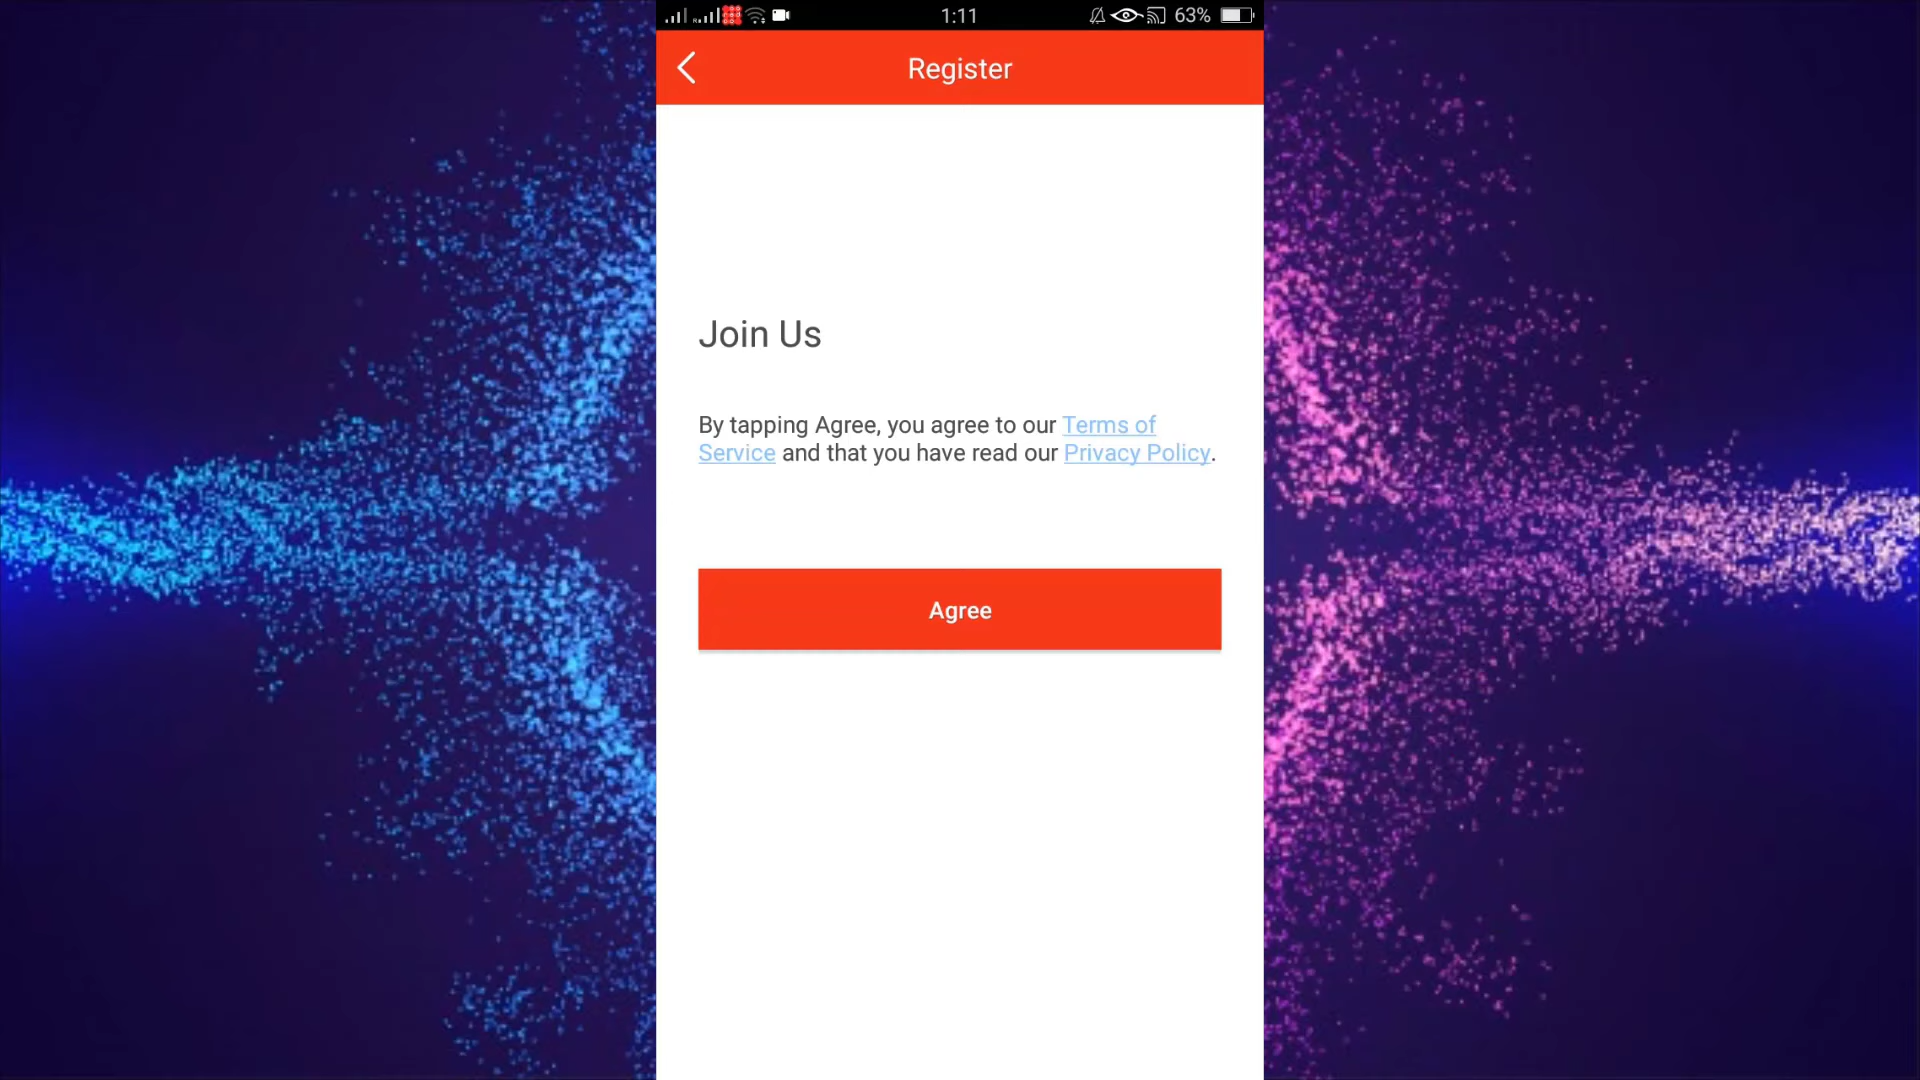 1:11
63%
Register
Join Us
By tapping Agree, you agree to our Terms of
Service and that you have read our Privacy Policy.
Agree